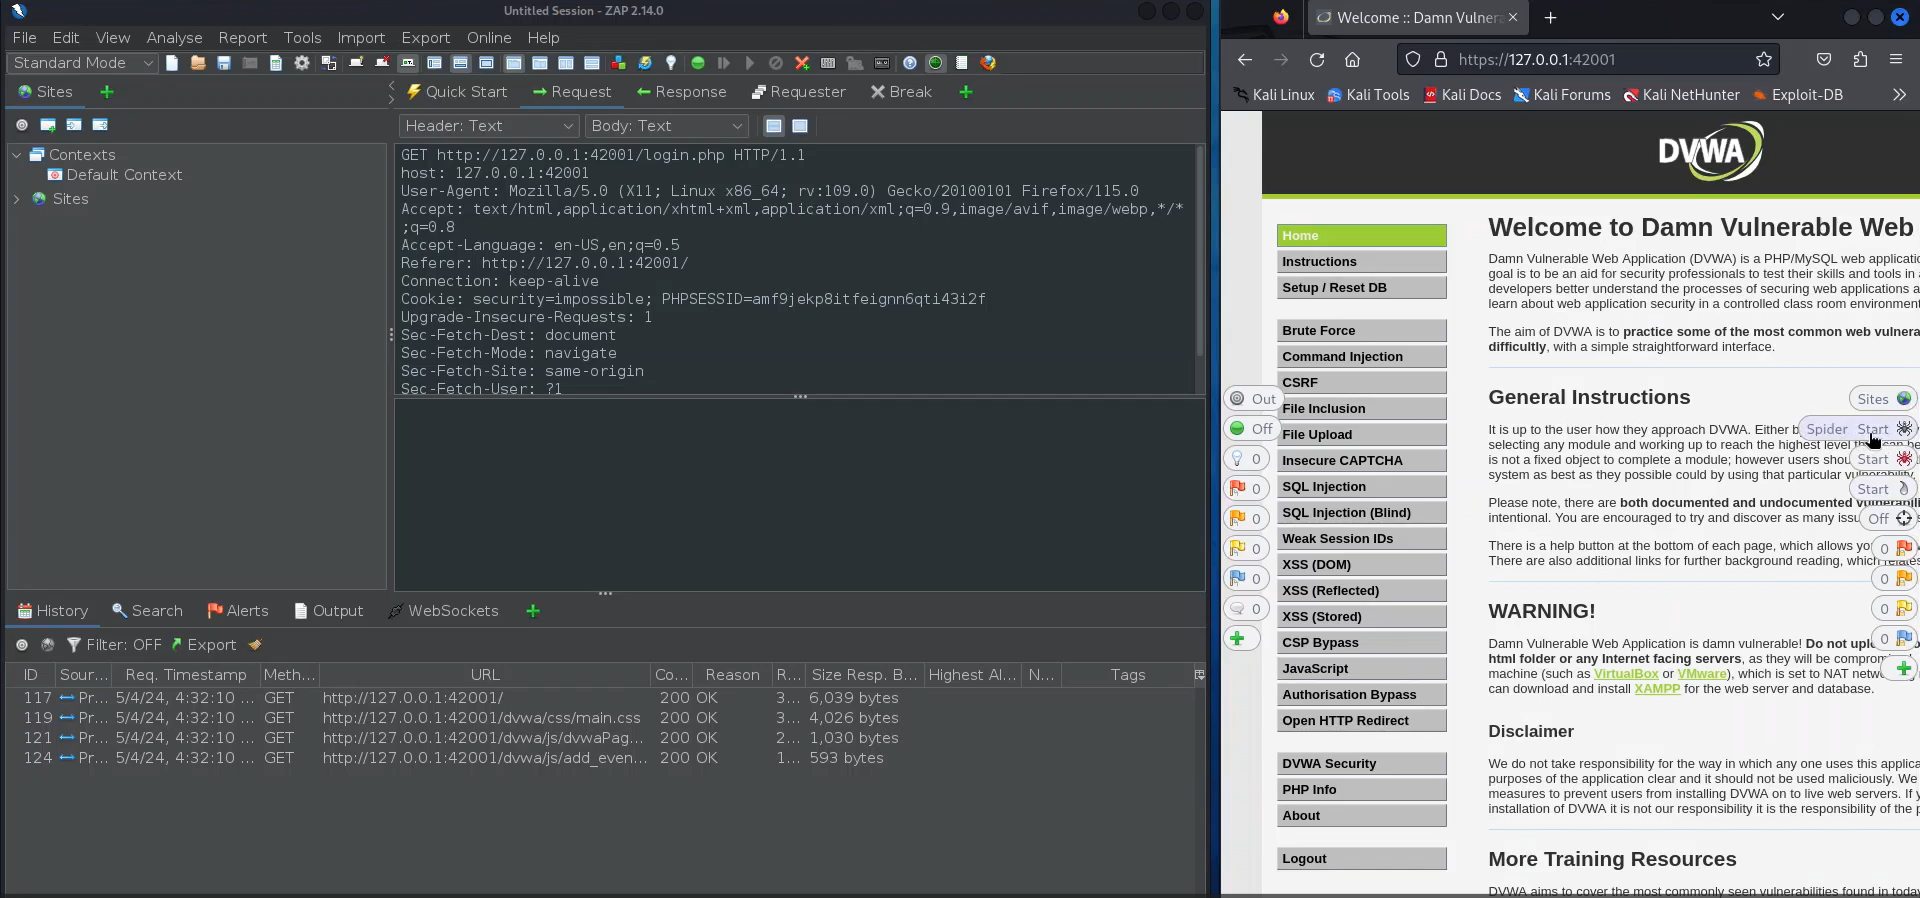 Untitled Session - ZAP 2.14.0
File Edit View Analyse Report Tools Import Export Online Help
Standard Mode
Sites
Quick Start Request Response Requester Break
Header: Text Body: Text
Contexts
Default Context
Sites
GET http://127.0.0.1:42001/login.php HTTP/1.1
host: 127.0.0.1:42001
User-Agent: Mozilla/5.0 (X11; Linux x86_64; rv:109.0) Gecko/20100101 Firefox/115.0
Accept: text/html,application/xhtml+xml,application/xml;q=0.9,image/avif,image/webp,*/*
;q=0.8
Accept-Language: en-US,en;q=0.5
Referer: http://127.0.0.1:42001/
Connection: keep-alive
Cookie: security=impossible; PHPSESSID=amf9jekp8itfeignn6qti43i2f
Upgrade-Insecure-Requests: 1
Sec-Fetch-Dest: document
Sec-Fetch-Mode: navigate
Sec-Fetch-Site: same-origin
Sec-Fetch-User: ?1
History Search Alerts Output WebSockets
Filter: OFF Export
ID Sour... Req. Timestamp Meth... URL Co... Reason R... Size Resp. B... Highest Al... N... Tags
117 Pr... 5/4/24, 4:32:10 ... GET http://127.0.0.1:42001/ 200 OK 3... 6,039 bytes
119 Pr... 5/4/24, 4:32:10 ... GET http://127.0.0.1:42001/dvwa/css/main.css 200 OK 3... 4,026 bytes
121 Pr... 5/4/24, 4:32:10 ... GET http://127.0.0.1:42001/dvwa/js/dvwaPag... 200 OK 2... 1,030 bytes
124 Pr... 5/4/24, 4:32:10 ... GET http://127.0.0.1:42001/dvwa/js/add_even... 200 OK 1... 593 bytes
Welcome :: Damn Vulnera
https://127.0.0.1:42001
Kali Linux Kali Tools Kali Docs Kali Forums Kali NetHunter Exploit-DB
DVWA
Home
Instructions
Setup / Reset DB
Brute Force
Command Injection
CSRF
File Inclusion
File Upload
Insecure CAPTCHA
SQL Injection
SQL Injection (Blind)
Weak Session IDs
XSS (DOM)
XSS (Reflected)
XSS (Stored)
CSP Bypass
JavaScript
Authorisation Bypass
Open HTTP Redirect
DVWA Security
PHP Info
About
Logout
Out
Off
0
0
0
0
0
0
Welcome to Damn Vulnerable Web
Damn Vulnerable Web Application (DVWA) is a PHP/MySQL web applicatio
goal is to be an aid for security professionals to test their skills and tools in
developers better understand the processes of securing web applications a
learn about web application security in a controlled class room environment
The aim of DVWA is to practice some of the most common web vulnera
difficultly, with a simple straightforward interface.
General Instructions
It is up to the user how they approach DVWA. Either b
selecting any module and working up to reach the highest level they can be
is not a fixed object to complete a module; however users shou
system as best as they possible could by using that particular vulnerability.
Please note, there are both documented and undocumented vulnerabili
intentional. You are encouraged to try and discover as many issu
There is a help button at the bottom of each page, which allows yo
There are also additional links for further background reading, which relates
WARNING!
Damn Vulnerable Web Application is damn vulnerable! Do not uplo
html folder or any Internet facing servers, as they will be comprom
machine (such as VirtualBox or VMware), which is set to NAT netw
can download and install XAMPP for the web server and database.
Disclaimer
We do not take responsibility for the way in which any one uses this applica
purposes of the application clear and it should not be used maliciously. We
measures to prevent users from installing DVWA on to live web servers. If y
installation of DVWA it is not our responsibility it is the responsibility of the p
More Training Resources
DVWA aims to cover the most commonly seen vulnerabilities found in today
Sites
Spider Start
Start
Start
Off
0
0
0
0